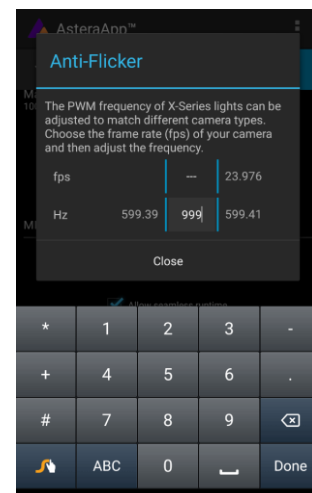 AsteraApp™
Anti-Flicker
The PWM frequency of X-Series lights can be
adjusted to match different camera types.
Choose the frame rate (fps) of your camera
and then adjust the frequency.
fps --- 23.976
Hz 599.39 999 599.41
Close
Allow seamless runtime
* 1 2 3 -
+ 4 5 6 .
# 7 8 9
ABC 0 Done